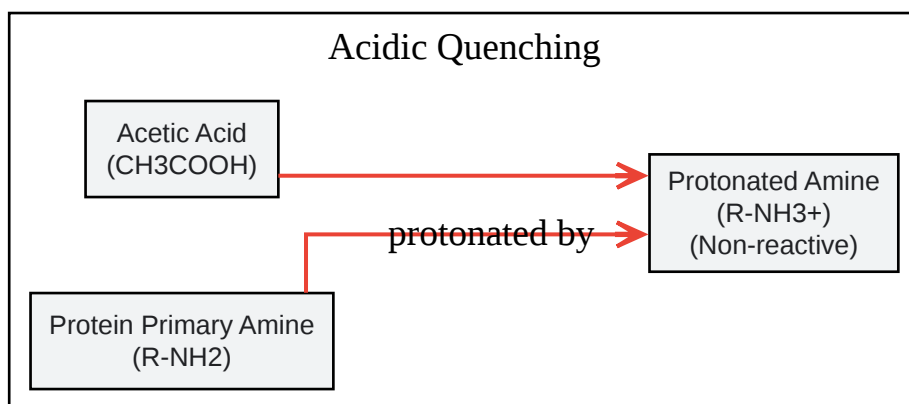 Acidic Quenching
Acetic Acid
(CH3COOH)
Protonated Amine
(R-NH3+)
(Non-reactive)
protonated by
Protein Primary Amine
(R-NH2)